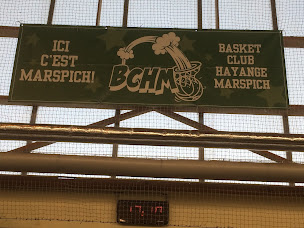 ICI
C'EST
MARSPICH!
BCHM
BASKET
CLUB
HAYANGE
MARSPICH